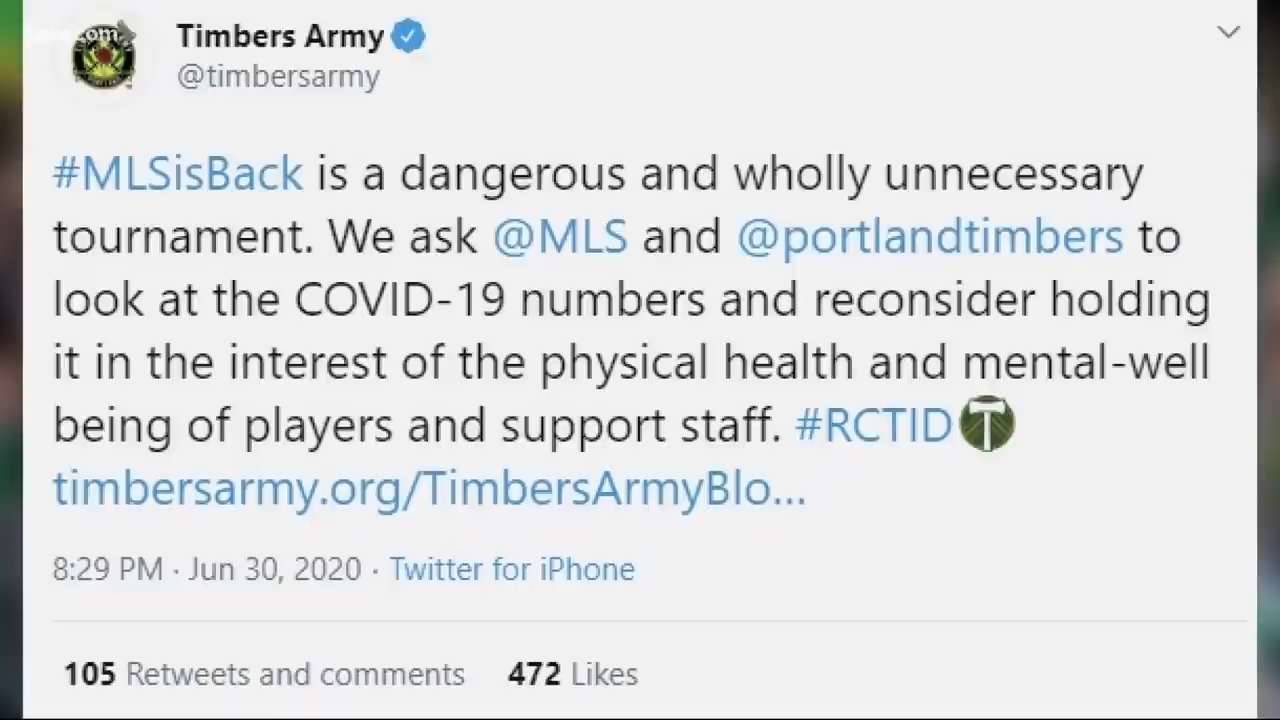 Timbers Army
@timbersarmy
#MLSisBack is a dangerous and wholly unnecessary
tournament. We ask @MLS and @portlandtimbers to
look at the COVID-19 numbers and reconsider holding
it in the interest of the physical health and mental-well
being of players and support staff. #RCTID
timbersarmy.org/TimbersArmyBlo...
8:29 PM · Jun 30, 2020 · Twitter for iPhone
105 Retweets and comments 472 Likes